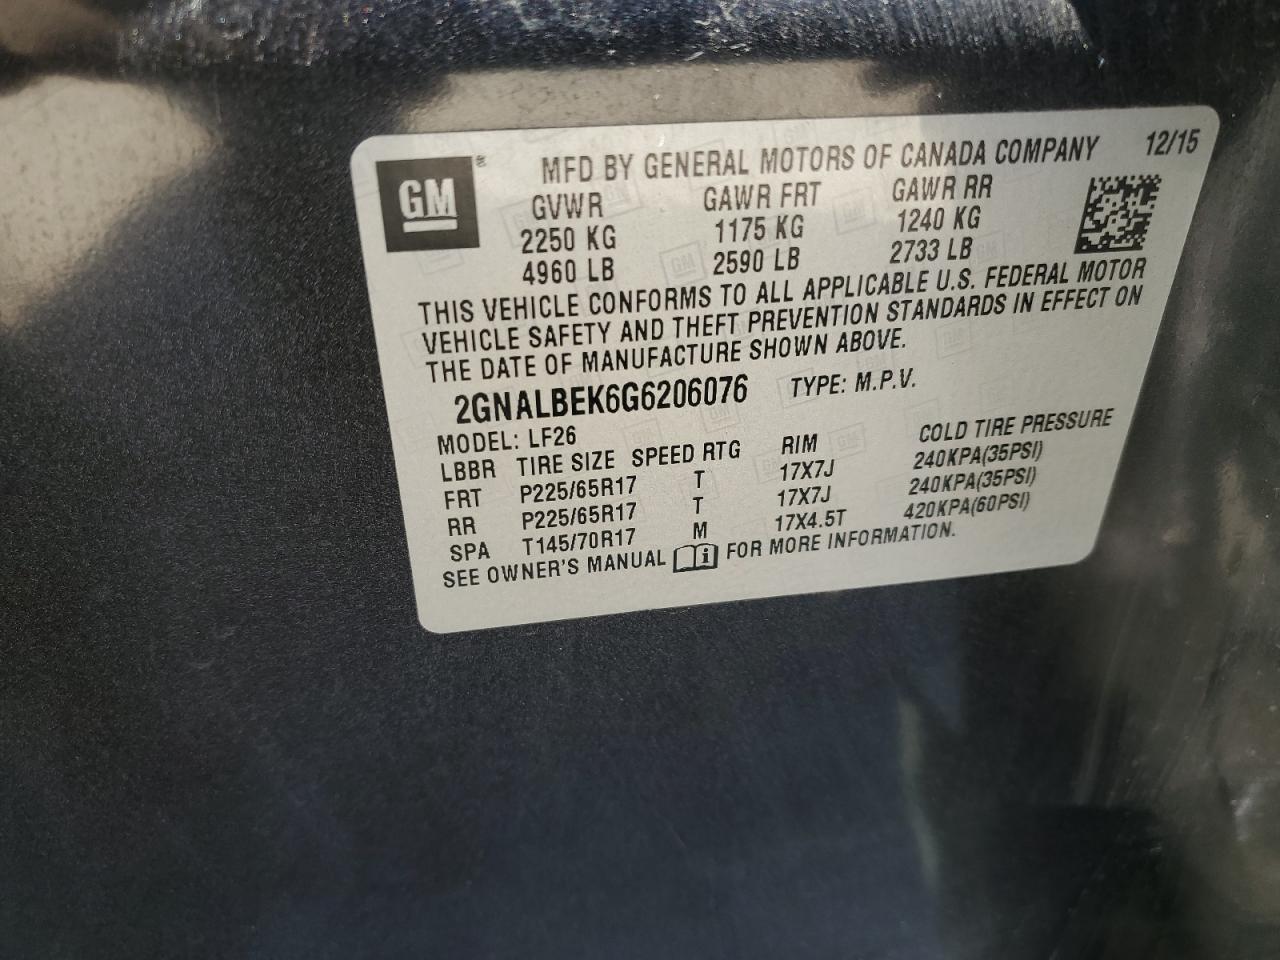 GM ®
MFD BY GENERAL MOTORS OF CANADA COMPANY 12/15
GVWR GAWR FRT GAWR RR
2250 KG 1175 KG 1240 KG
4960 LB 2590 LB 2733 LB
THIS VEHICLE CONFORMS TO ALL APPLICABLE U.S. FEDERAL MOTOR
VEHICLE SAFETY AND THEFT PREVENTION STANDARDS IN EFFECT ON
THE DATE OF MANUFACTURE SHOWN ABOVE.
2GNALBEK6G6206076 TYPE: M.P.V.
MODEL: LF26
LBBR TIRE SIZE SPEED RTG RIM COLD TIRE PRESSURE
FRT P225/65R17 T 17X7J 240KPA(35PSI)
RR P225/65R17 T 17X7J 240KPA(35PSI)
SPA T145/70R17 M 17X4.5T 420KPA(60PSI)
SEE OWNER'S MANUAL i FOR MORE INFORMATION.